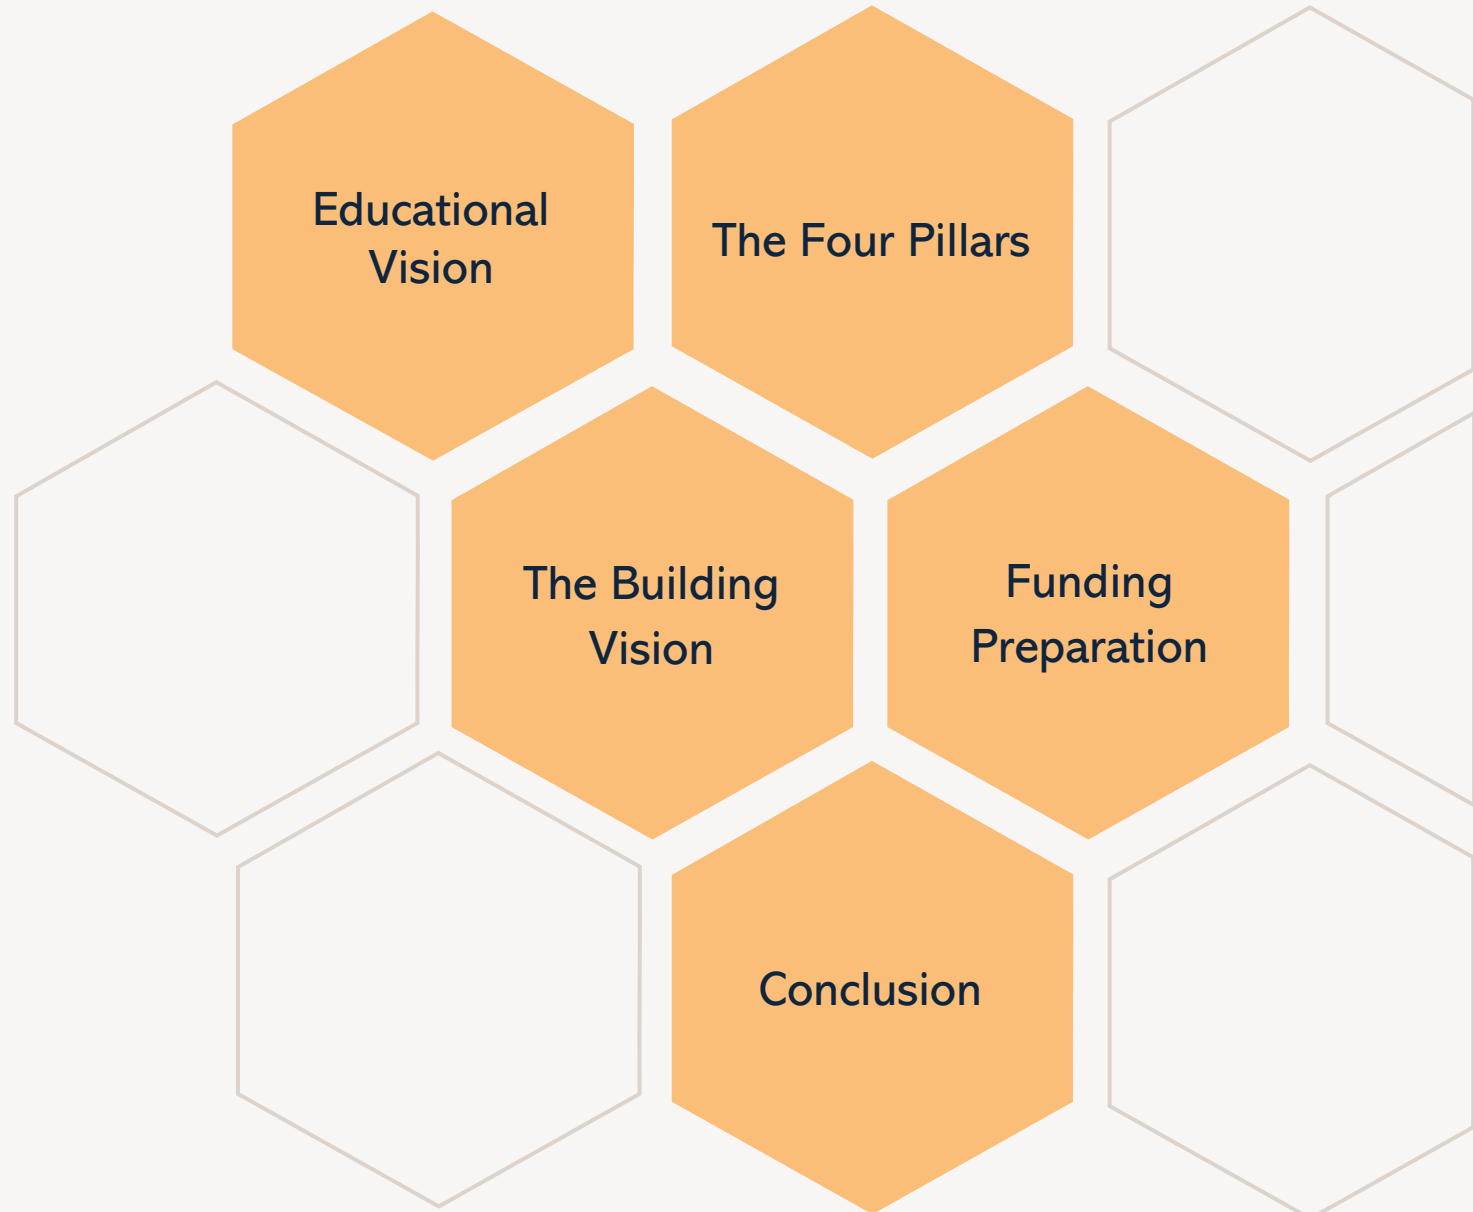 Educational
Vision
The Four Pillars
The Building
Vision
Funding
Preparation
Conclusion